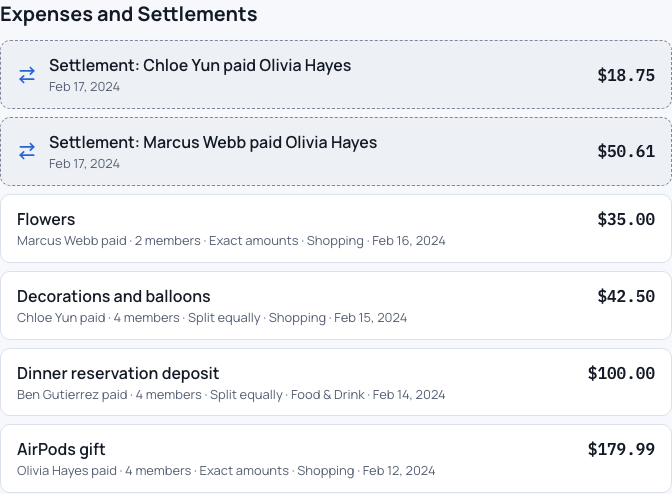 Expenses and Settlements
Settlement: Chloe Yun paid Olivia Hayes
$18.75
Feb 17, 2024
Settlement: Marcus Webb paid Olivia Hayes
$50.61
Feb 17, 2024
Flowers
$35.00
Marcus Webb paid · 2 members · Exact amounts · Shopping · Feb 16, 2024
Decorations and balloons
$42.50
Chloe Yun paid · 4 members · Split equally · Shopping · Feb 15, 2024
Dinner reservation deposit
$100.00
Ben Gutierrez paid · 4 members · Split equally · Food & Drink · Feb 14, 2024
AirPods gift
$179.99
Olivia Hayes paid · 4 members · Exact amounts · Shopping · Feb 12, 2024